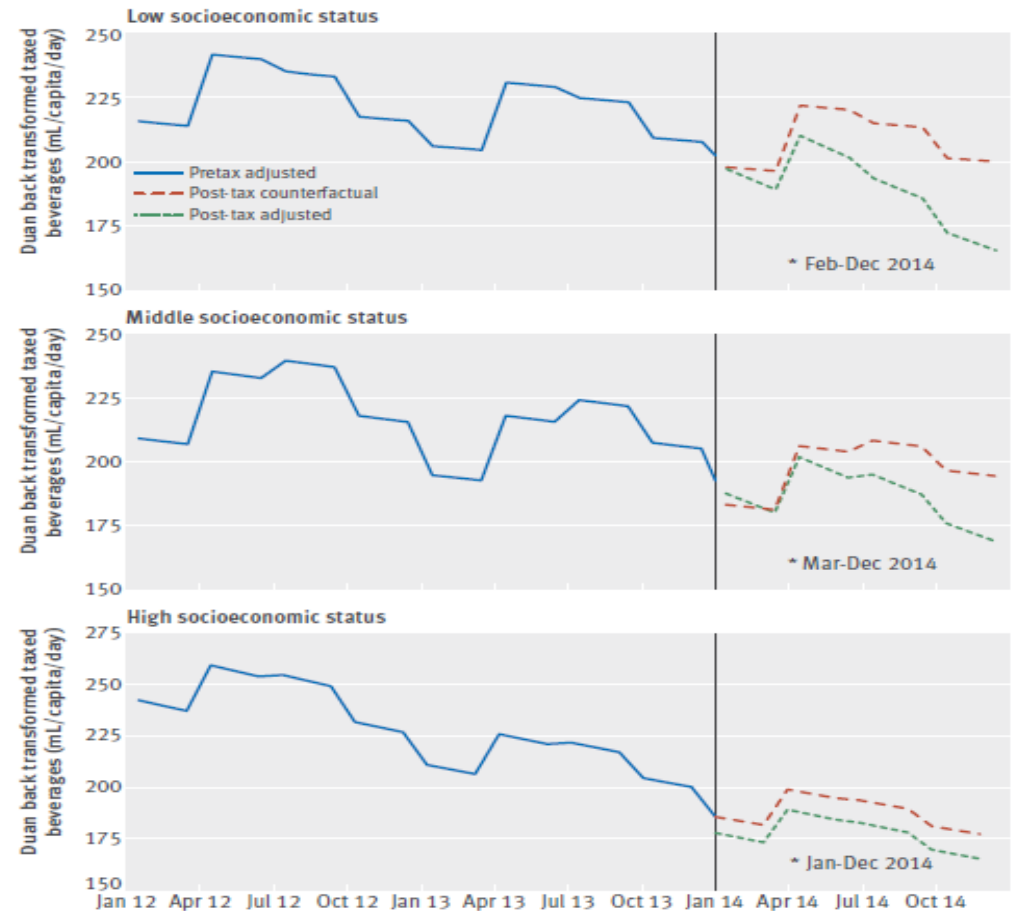 Low socioeconomic status
Duan back transformed taxed
beverages (mL/capita/day)
250
225
200
175
150
Pretax adjusted
Post-tax counterfactual
Post-tax adjusted
* Feb-Dec 2014
Middle socioeconomic status
Duan back transformed taxed
beverages (mL/capita/day)
250
225
200
175
150
* Mar-Dec 2014
High socioeconomic status
Duan back transformed taxed
beverages (mL/capita/day)
275
250
225
200
175
150
* Jan-Dec 2014
Jan 12 Apr 12 Jul 12 Oct 12 Jan 13 Apr 13 Jul 13 Oct 13 Jan 14 Apr 14 Jul 14 Oct 14